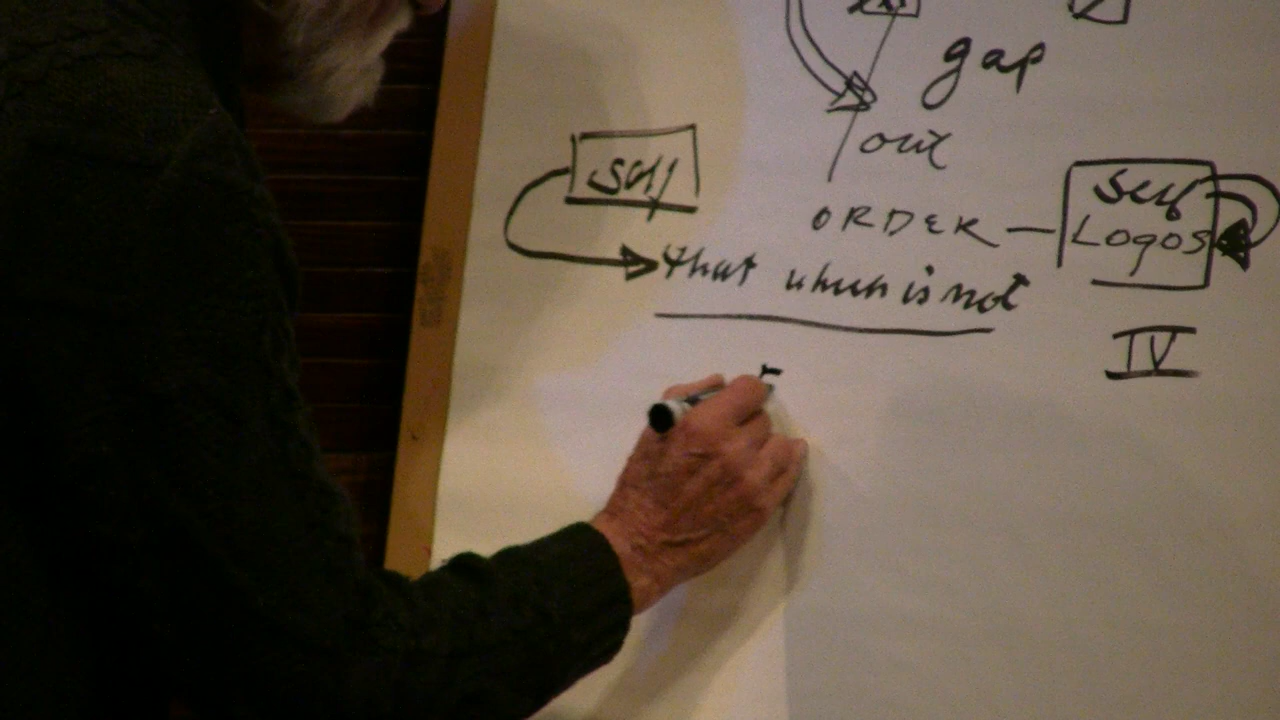 gap
out
self
self
ORDER — Logos
that which is not
IV